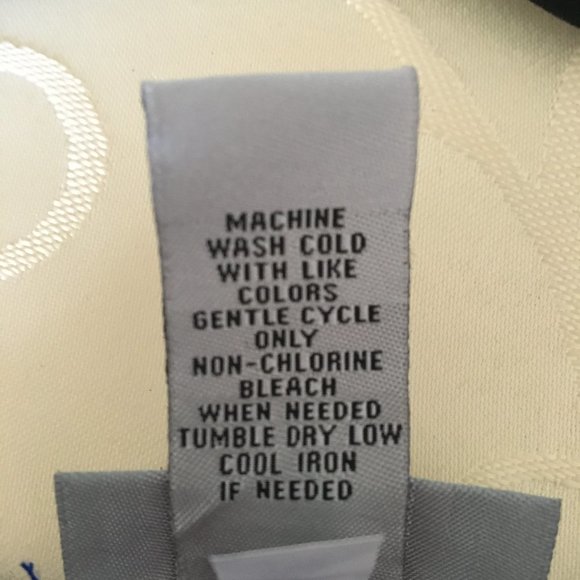 MACHINE
WASH COLD
WITH LIKE
COLORS
GENTLE CYCLE
ONLY
NON-CHLORINE
BLEACH
WHEN NEEDED
TUMBLE DRY LOW
COOL IRON
IF NEEDED